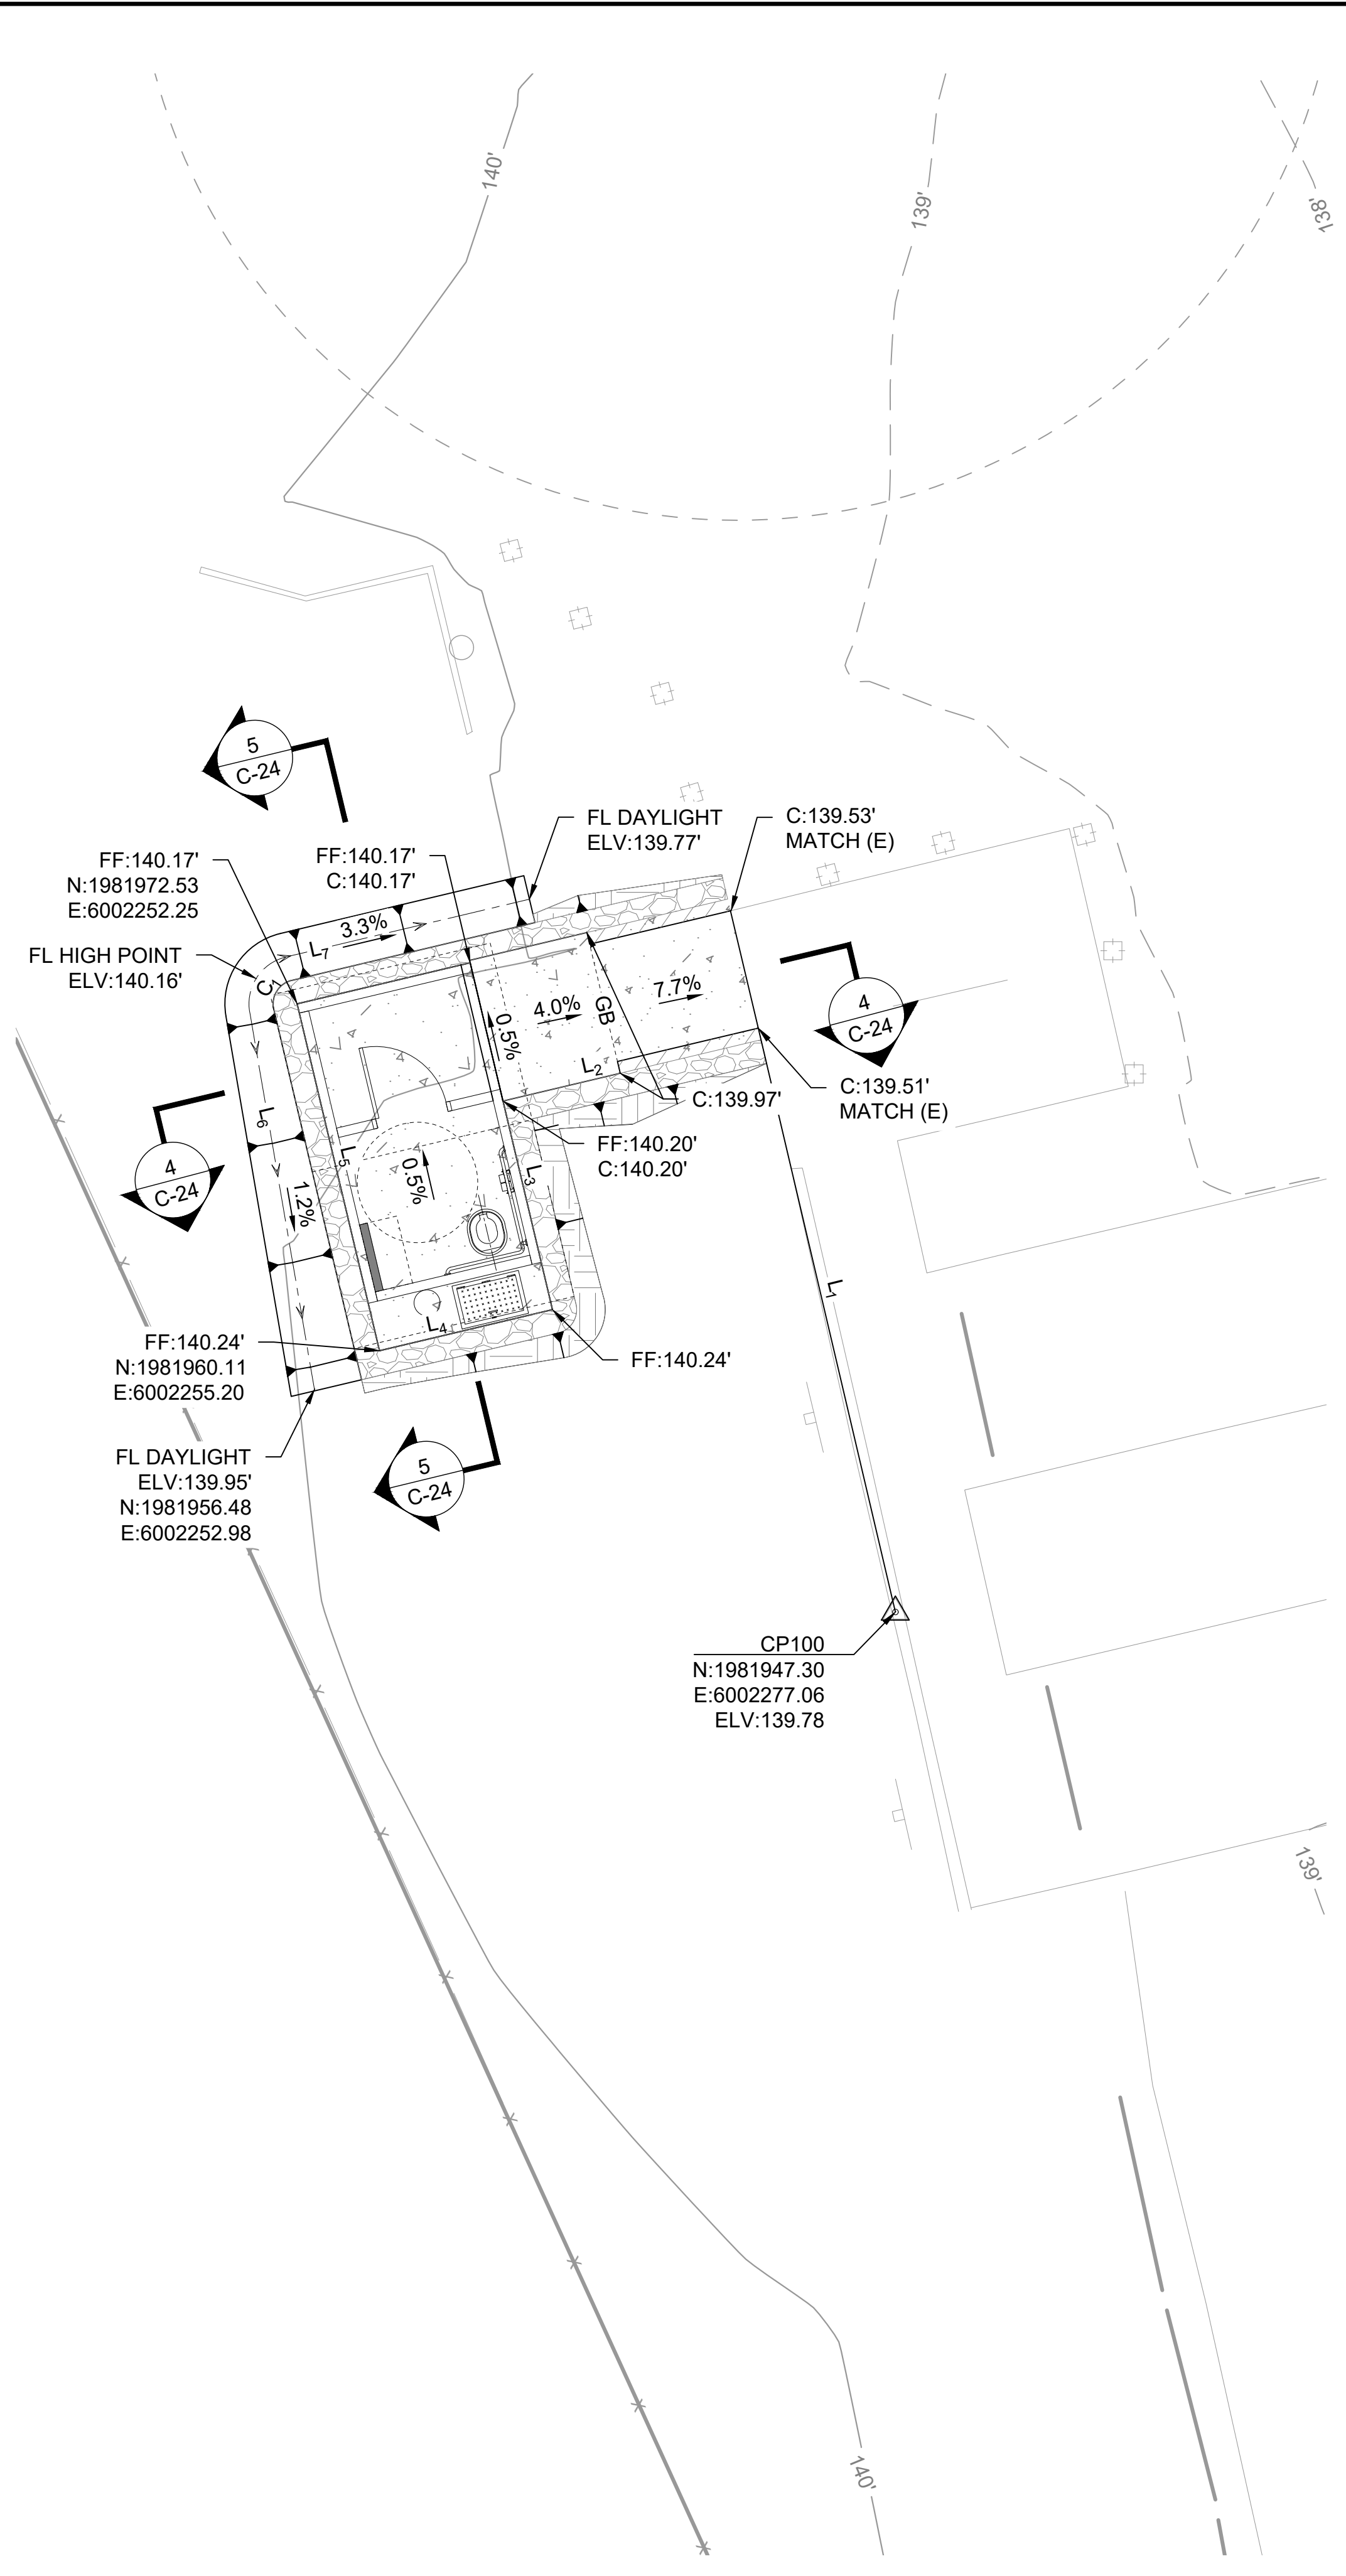 140'
139'
138'
5
C-24
FL DAYLIGHT
ELV:139.77'
C:139.53'
MATCH (E)
FF:140.17'
N:1981972.53
E:6002252.25
FF:140.17'
C:140.17'
FL HIGH POINT
ELV:140.16'
C1
L7
3.3%
4.0%
GB
7.7%
0.5%
L2
4
C-24
C:139.97'
C:139.51'
MATCH (E)
FF:140.20'
C:140.20'
4
C-24
L6
1.2%
L5
0.5%
L3
L4
L1
FF:140.24'
N:1981960.11
E:6002255.20
FF:140.24'
FL DAYLIGHT
ELV:139.95'
N:1981956.48
E:6002252.98
5
C-24
CP100
N:1981947.30
E:6002277.06
ELV:139.78
139'
140'